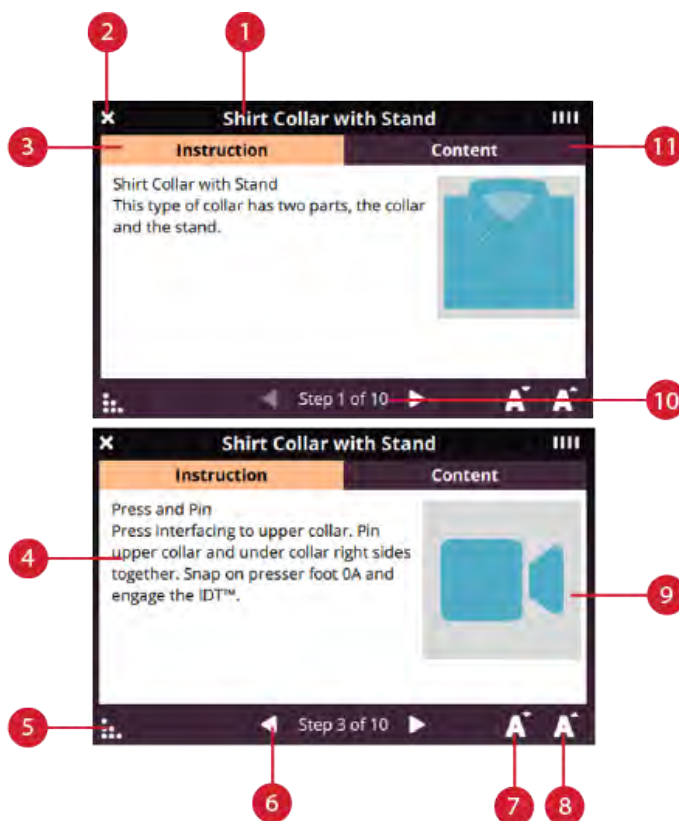 2
1
Shirt Collar with Stand
3
Instruction
Content
11
Shirt Collar with Stand
This type of collar has two parts, the collar
and the stand.
Step 1 of 10
A A
10
Shirt Collar with Stand
Instruction
Content
Press and Pin
Press interfacing to upper collar. Pin
4
upper collar and under collar right sides
together. Snap on presser foot 0A and
engage the IDT™.
9
5
Step 3 of 10
A A
6
7
8